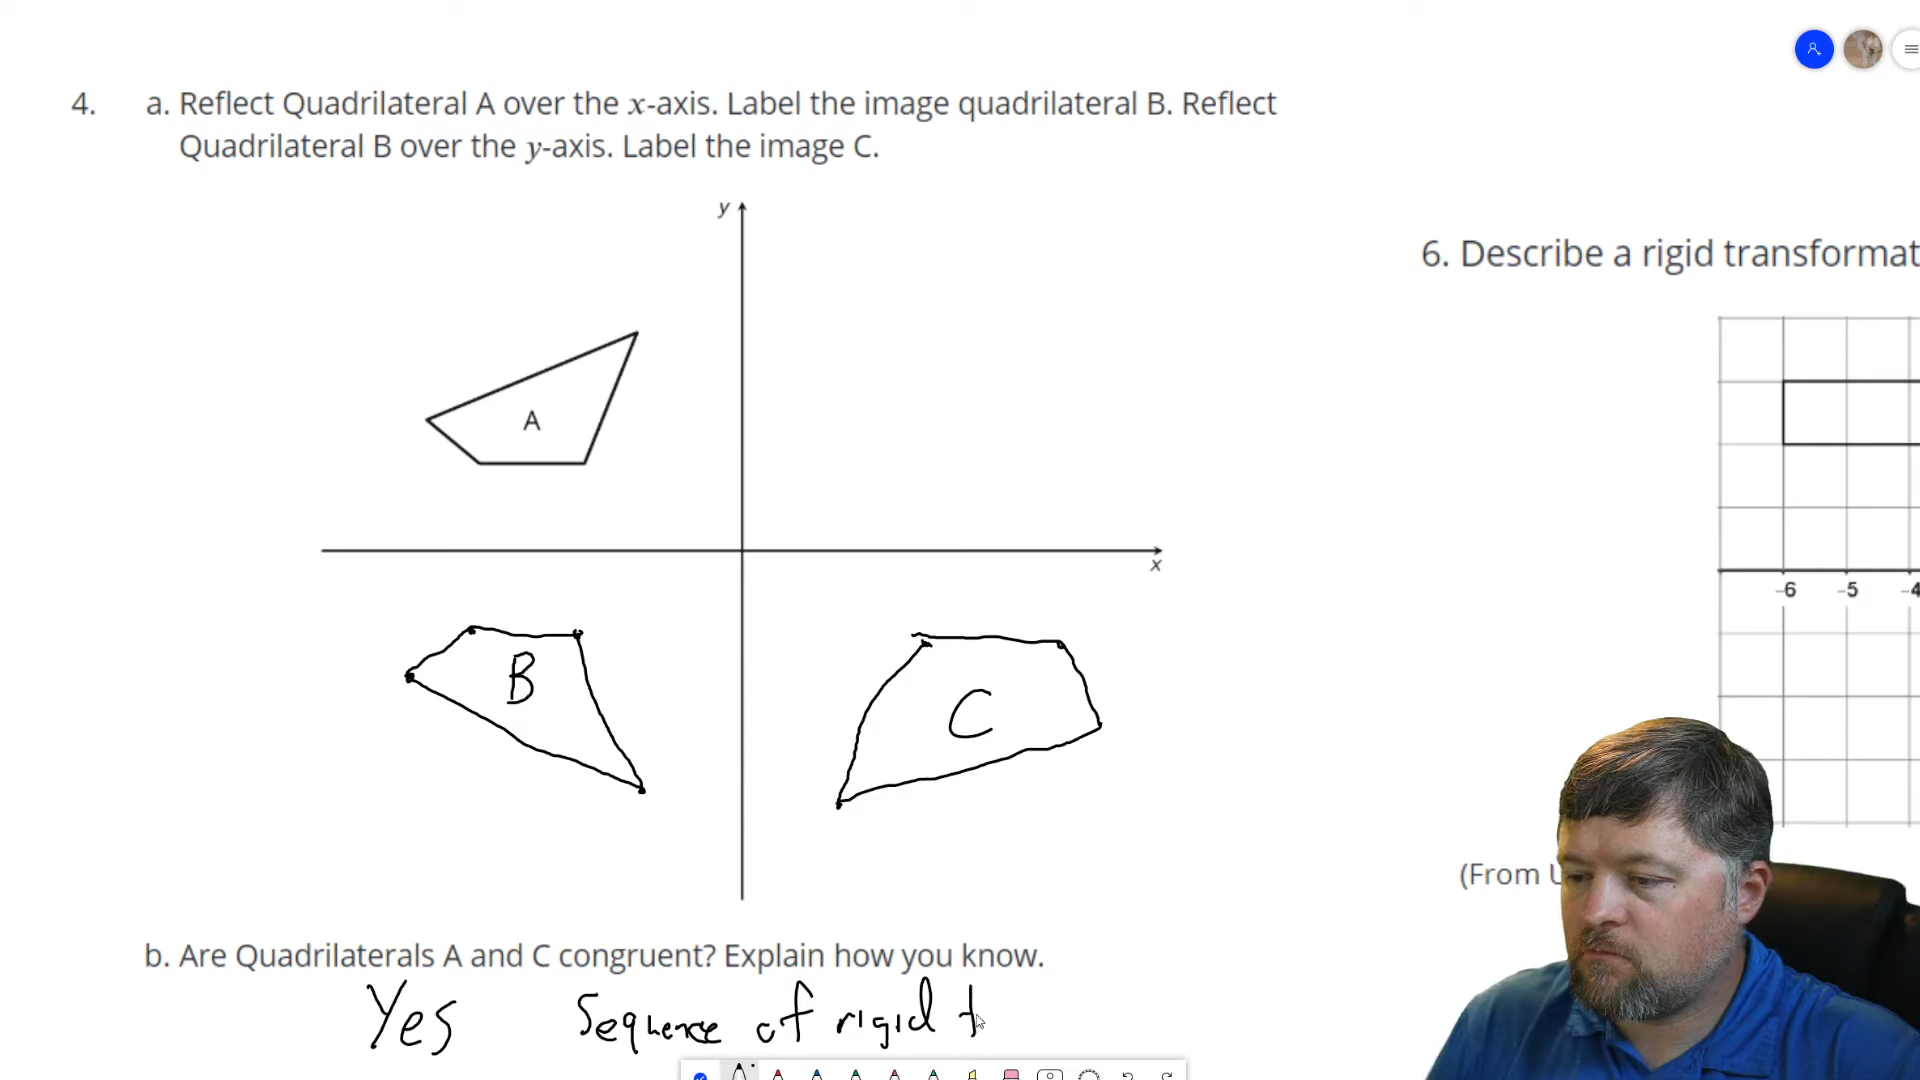 4. a. Reflect Quadrilateral A over the x-axis. Label the image quadrilateral B. Reflect
Quadrilateral B over the y-axis. Label the image C.
y
A
x
B
C
b. Are Quadrilaterals A and C congruent? Explain how you know.
Yes Sequence of rigid t
6. Describe a rigid transformat
-6 -5 -4
(From U